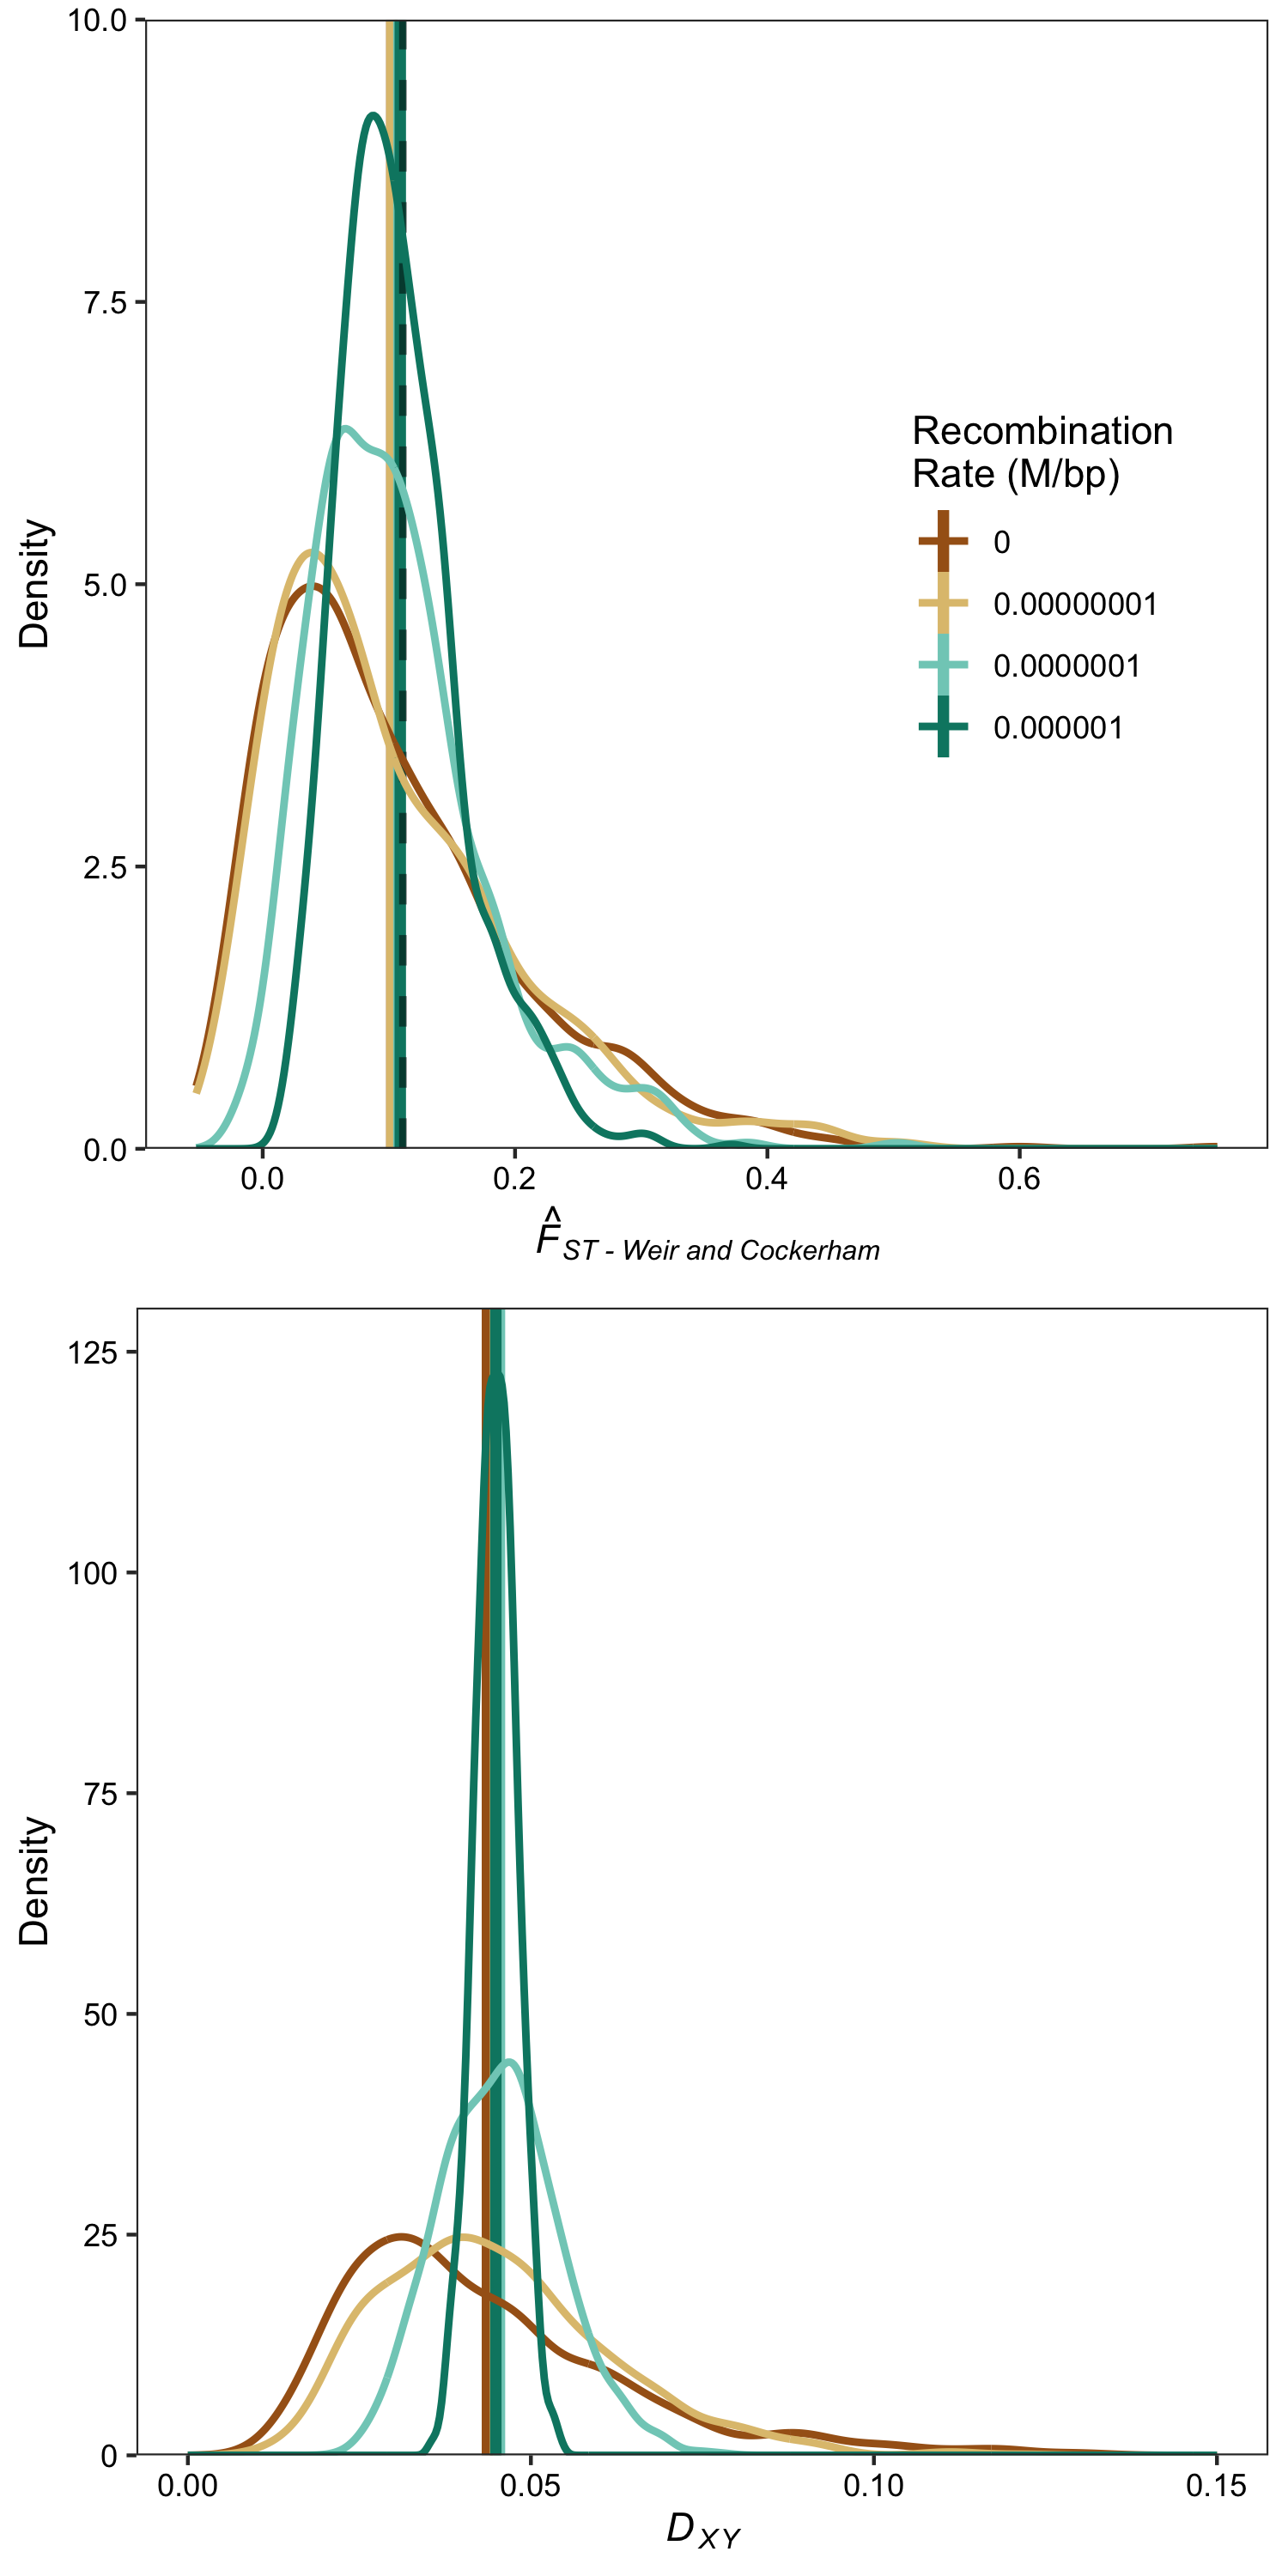 10.0
7.5
5.0
2.5
0.0
Density
Recombination
Rate (M/bp)
0
0.00000001
0.0000001
0.000001
0.0 0.2 0.4 0.6
F̂ ST - Weir and Cockerham
125
100
75
50
25
0
Density
0.00 0.05 0.10 0.15
D XY